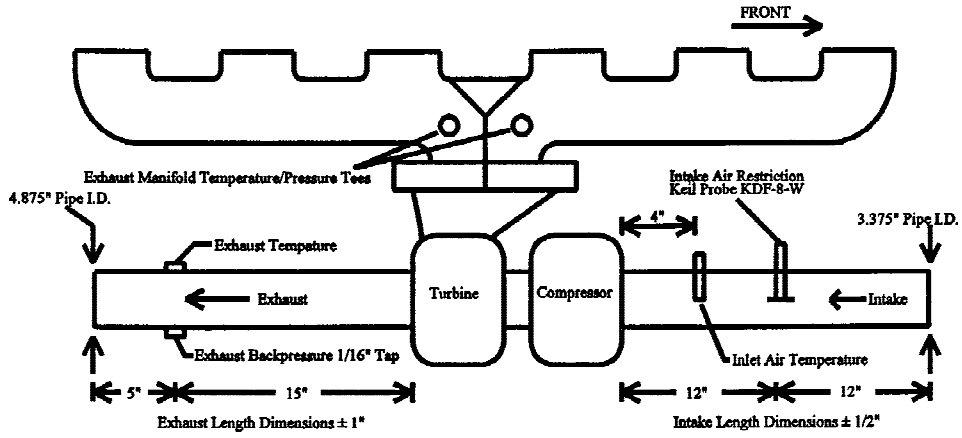 FRONT
Exhaust Manifold Temperature/Pressure Tees
Intake Air Restriction
Keil Probe KDF-8-W
4.875" Pipe I.D.
4"
3.375" Pipe I.D.
Exhaust Tempature
Exhaust
Turbine
Compressor
Intake
Exhaust Backpressure 1/16" Tap
Inlet Air Temperature
5"
15"
12"
12"
Exhaust Length Dimensions ± 1"
Intake Length Dimensions ± 1/2"